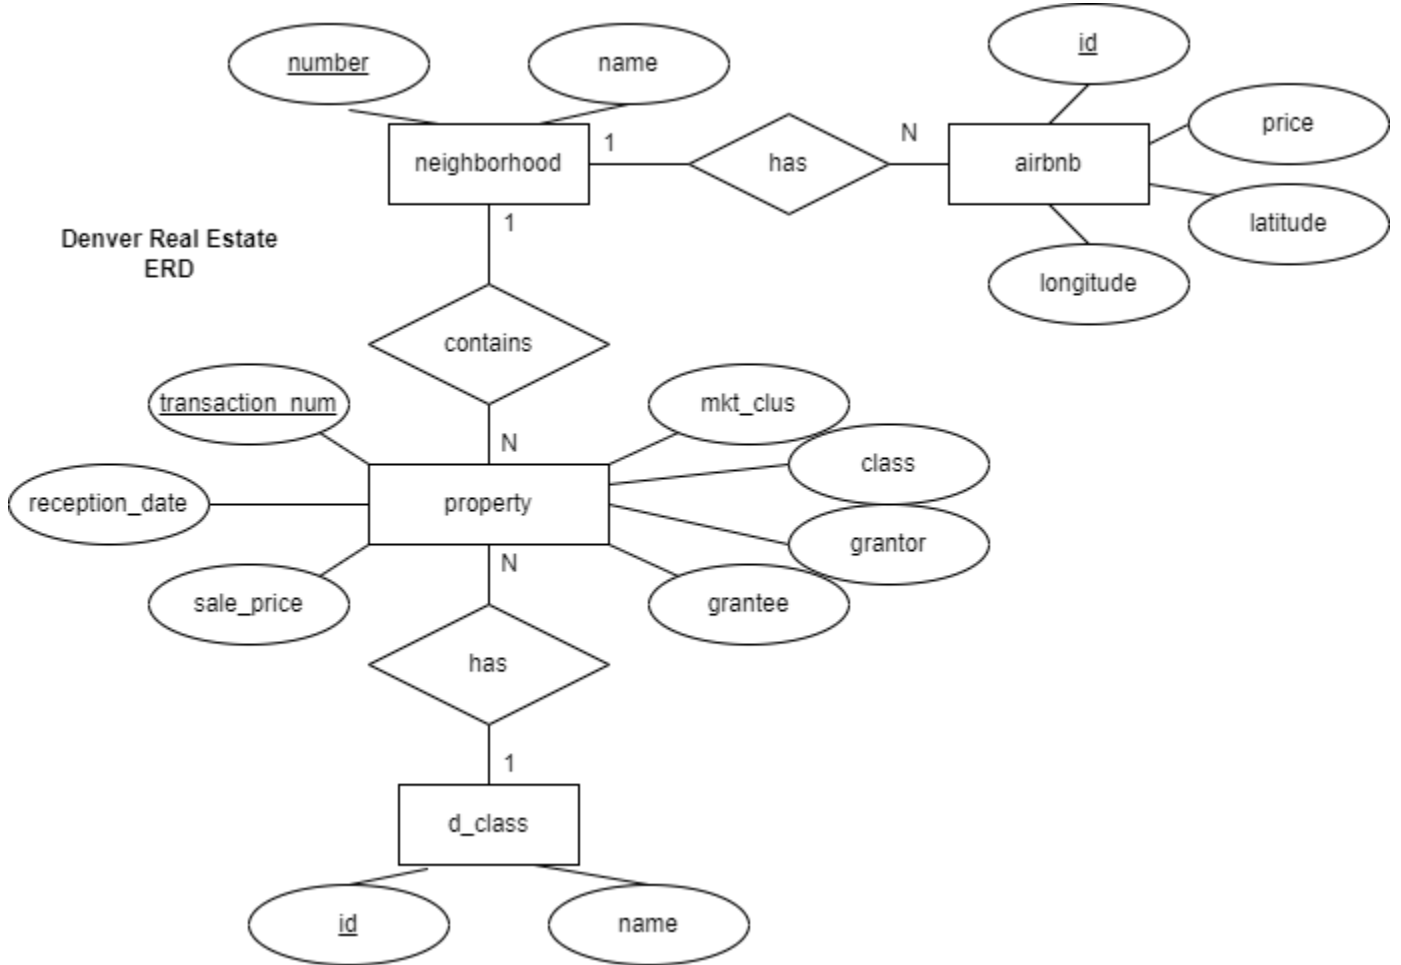 number
name
id
price
1
has
N
neighborhood
airbnb
latitude
longitude
1
Denver Real Estate
ERD
contains
transaction_num
mkt_clus
N
class
reception_date
property
grantor
N
sale_price
grantee
has
1
d_class
id
name